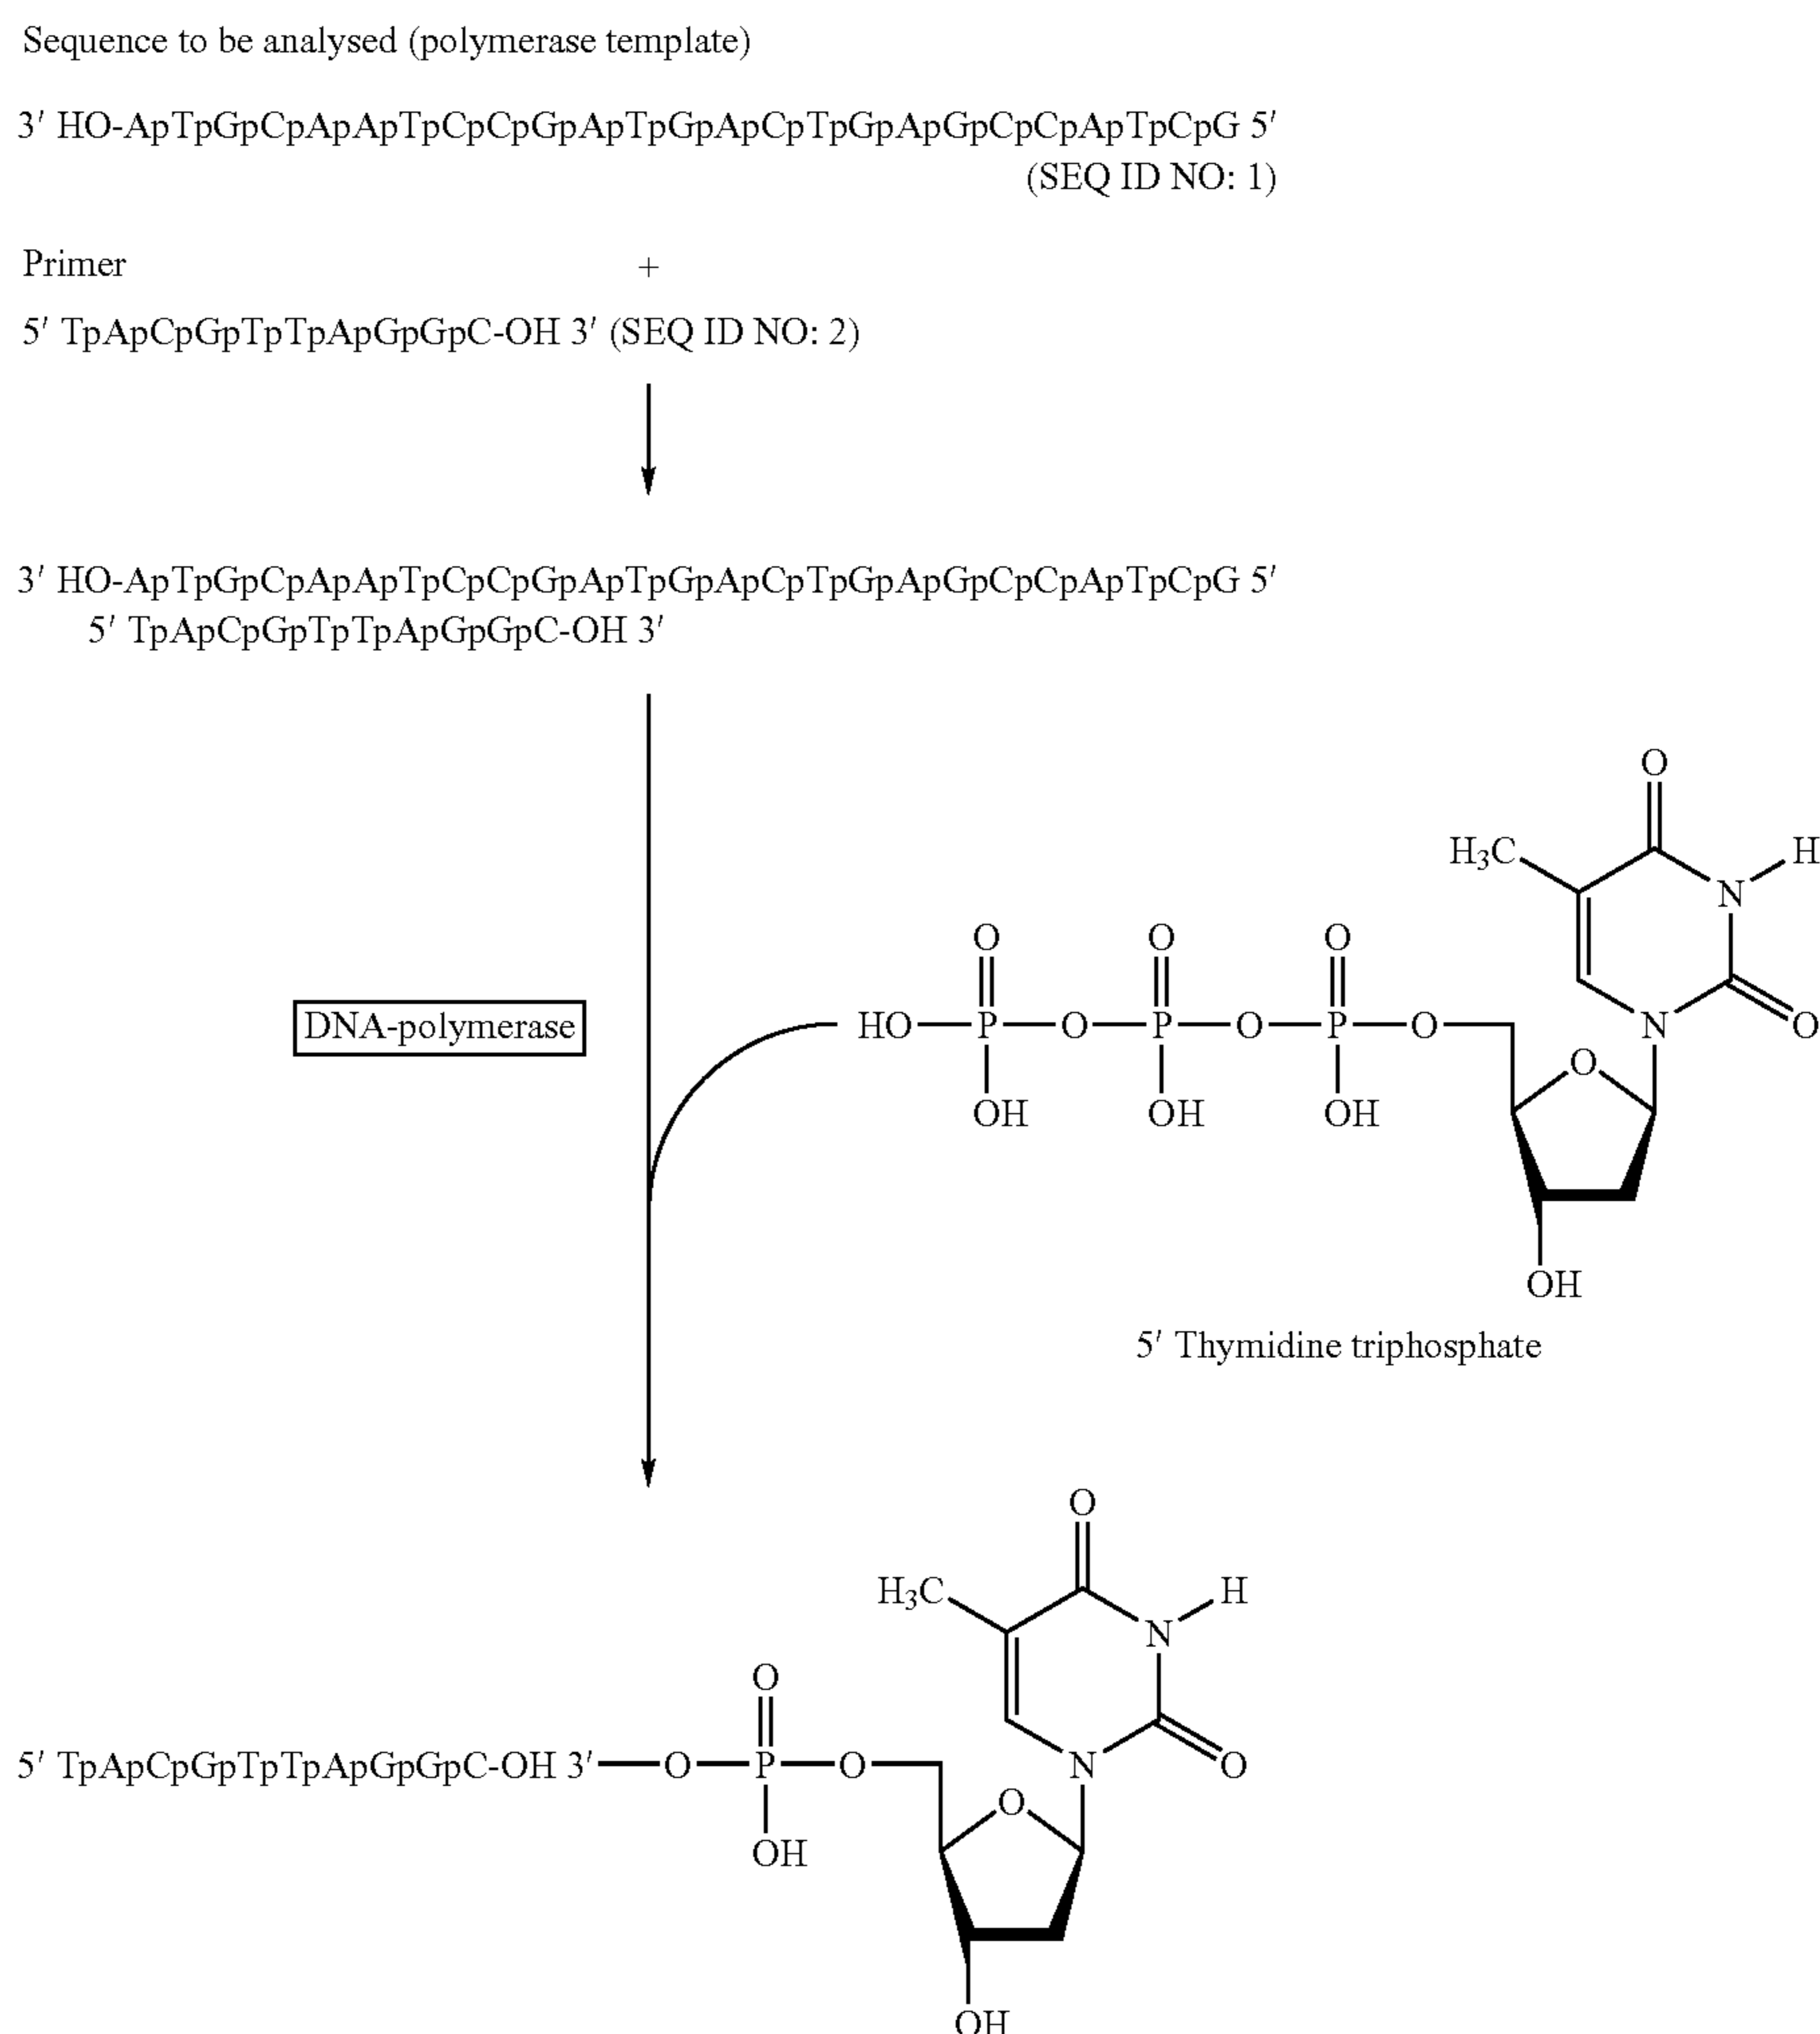 Sequence to be analysed (polymerase template)
3′ HO-ApTpGpCpApApTpCpCpGpApTpGpApCpTpGpApGpCpCpApTpCpG 5′
(SEQ ID NO: 1)
Primer +
5′ TpApCpGpTpTpApGpGpC-OH 3′ (SEQ ID NO: 2)
3′ HO-ApTpGpCpApApTpCpCpGpApTpGpApCpTpGpApGpCpCpApTpCpG 5′
5′ TpApCpGpTpTpApGpGpC-OH 3′
O
H₃C H
N
O O O
DNA-polymerase HO P O P O P O N O
O
OH OH OH
OH
5′ Thymidine triphosphate
O
H₃C H
N
O
5′ TpApCpGpTpTpApGpGpC-OH 3′ O P O N O
O
OH
OH